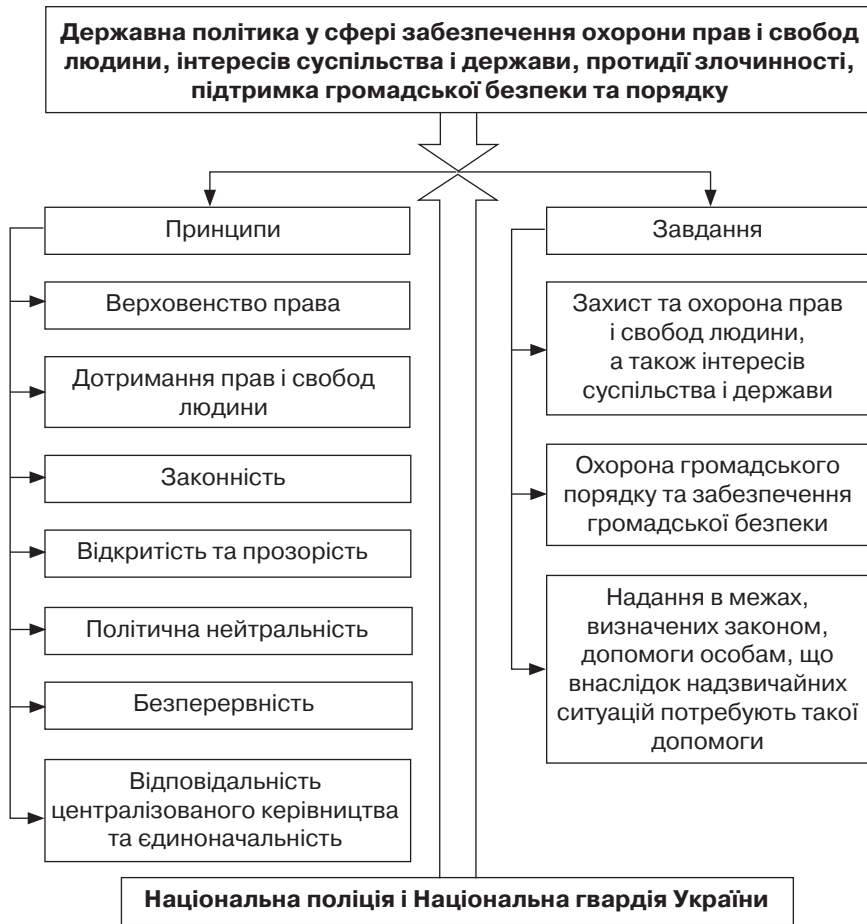 Державна політика у сфері забезпечення охорони прав і свобод
людини, інтересів суспільства і держави, протидії злочинності,
підтримка громадської безпеки та порядку
Принципи
Верховенство права
Дотримання прав і свобод
людини
Законність
Відкритість та прозорість
Політична нейтральність
Безперервність
Відповідальність
централізованого керівництва
та єдиноначальність
Завдання
Захист та охорона прав
і свобод людини,
а також інтересів
суспільства і держави
Охорона громадського
порядку та забезпечення
громадської безпеки
Надання в межах,
визначених законом,
допомоги особам, що
внаслідок надзвичайних
ситуацій потребують такої
допомоги
Національна поліція і Національна гвардія України